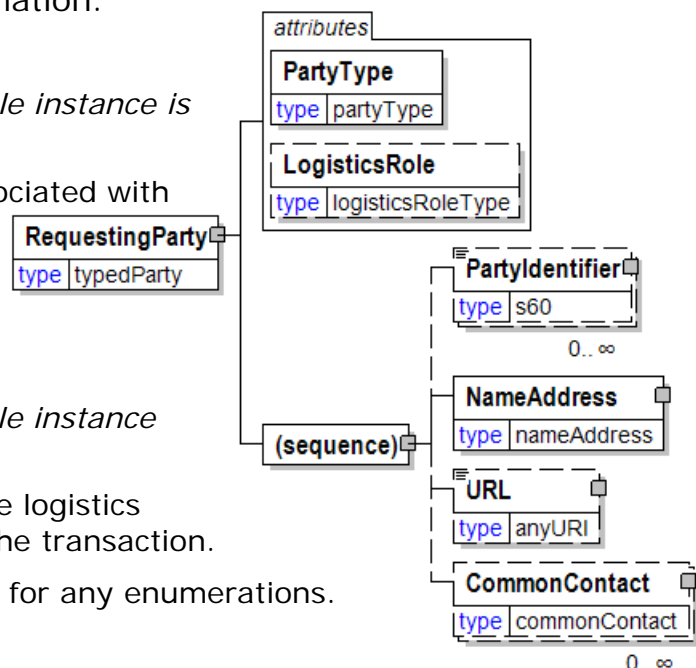 nation.
attributes
PartyType
type partyType
le instance is
LogisticsRole
type logisticsRoleType
ociated with
RequestingParty
type typedParty
PartyIdentifier
type s60
0.. ∞
NameAddress
type nameAddress
le instance
(sequence)
URL
type anyURI
e logistics
he transaction.
CommonContact
type commonContact
for any enumerations.
0.. ∞